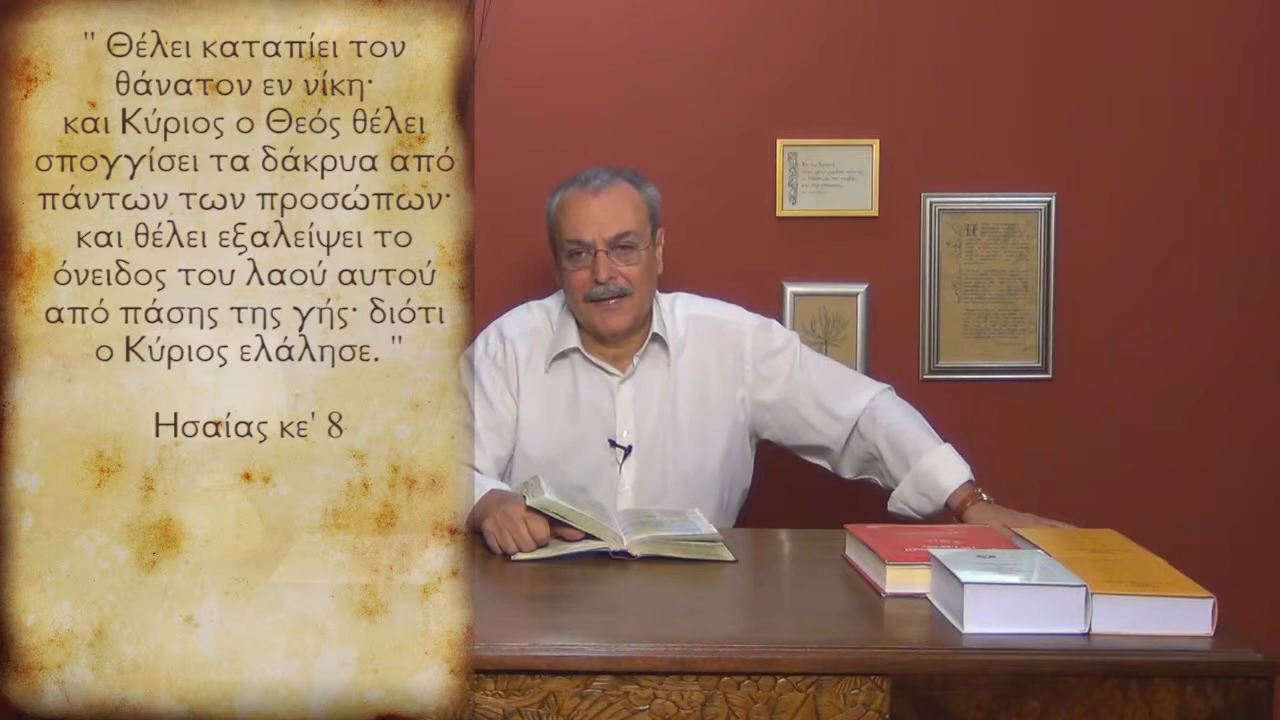 " Θέλει καταπίει τον
θάνατον εν νίκη·
και Κύριος ο Θεός θέλει
σπογγίσει τα δάκρυα από
πάντων των προσώπων·
και θέλει εξαλείψει το
όνειδος του λαού αυτού
από πάσης της γής· διότι
ο Κύριος ελάλησε. "
Ησαίας κε' 8